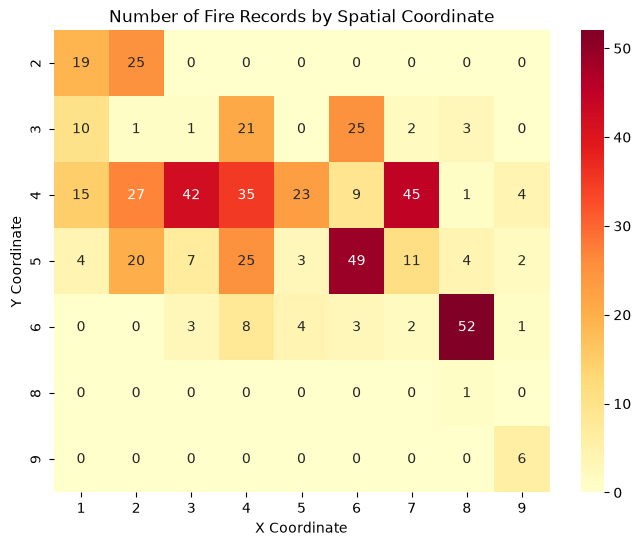 Number of Fire Records by Spatial Coordinate
2 19 25 0 0 0 0 0 0 0
3 10 1 1 21 0 25 2 3 0
4 15 27 42 35 23 9 45 1 4
5 4 20 7 25 3 49 11 4 2
6 0 0 3 8 4 3 2 52 1
8 0 0 0 0 0 0 0 1 0
9 0 0 0 0 0 0 0 0 6
1 2 3 4 5 6 7 8 9
X Coordinate
Y Coordinate
50
40
30
20
10
0